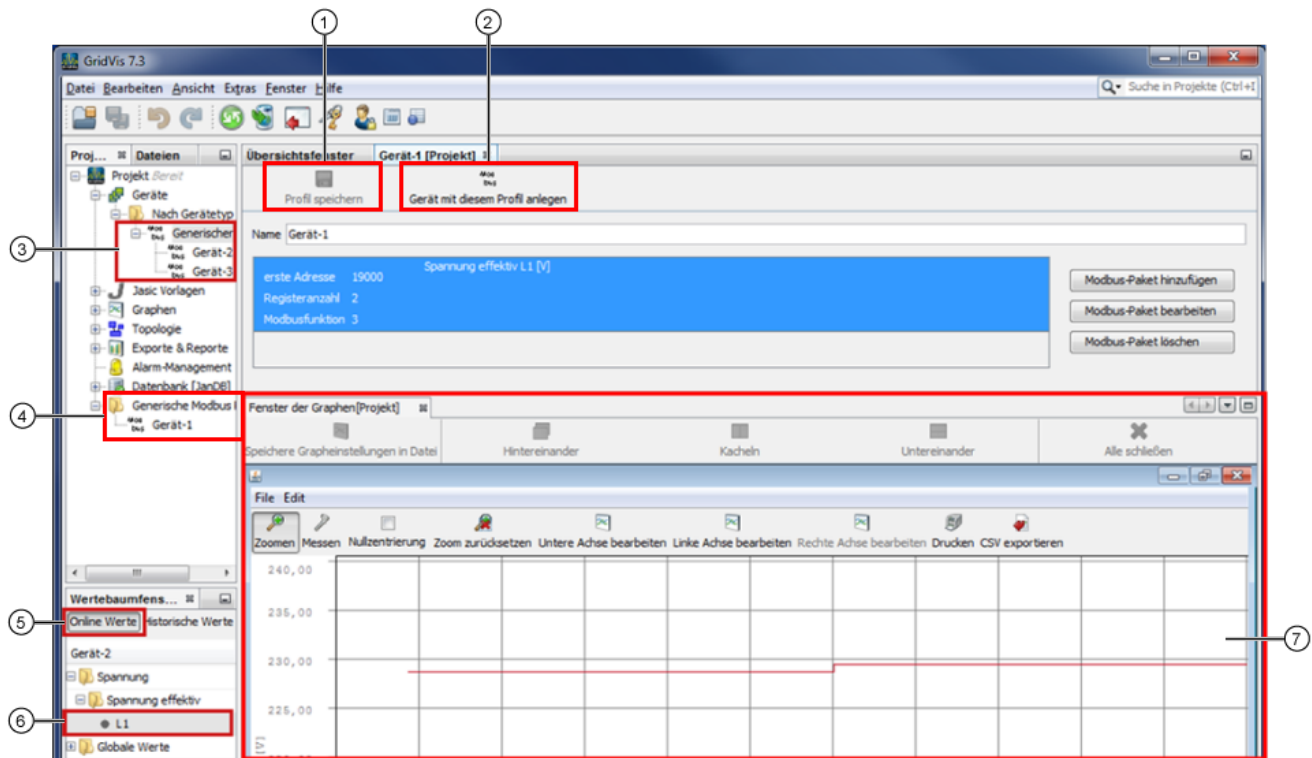 1
2
GridVis 7.3
Datei Bearbeiten Ansicht Extras Fenster Hilfe
Suche in Projekte (Ctrl+I
Proj... Dateien
Übersichtsfenster Gerät-1 [Projekt]
Projekt Bereit
Geräte
Nach Gerätetyp
Generischer
Gerät-2
Gerät-3
Jasic Vorlagen
Graphen
Topologie
Exporte & Reporte
Alarm-Management
Datenbank [JanDB]
Generische Modbus
Gerät-1
3
4
Profil speichern
Gerät mit diesem Profil anlegen
Name Gerät-1
Spannung effektiv L1 [V]
erste Adresse 19000
Registeranzahl 2
Modbusfunktion 3
Modbus-Paket hinzufügen
Modbus-Paket bearbeiten
Modbus-Paket löschen
Fenster der Graphen[Projekt]
Speichere Grapheinstellungen in Datei Hintereinander Kacheln Untereinander Alle schließen
File Edit
Zoomen Messen Nullzentrierung Zoom zurücksetzen Untere Achse bearbeiten Linke Achse bearbeiten Rechte Achse bearbeiten Drucken CSV exportieren
240,00
235,00
230,00
225,00
[V]
7
Wertebaumfens...
5
Online Werte Historische Werte
Gerät-2
Spannung
Spannung effektiv
6
L1
Globale Werte